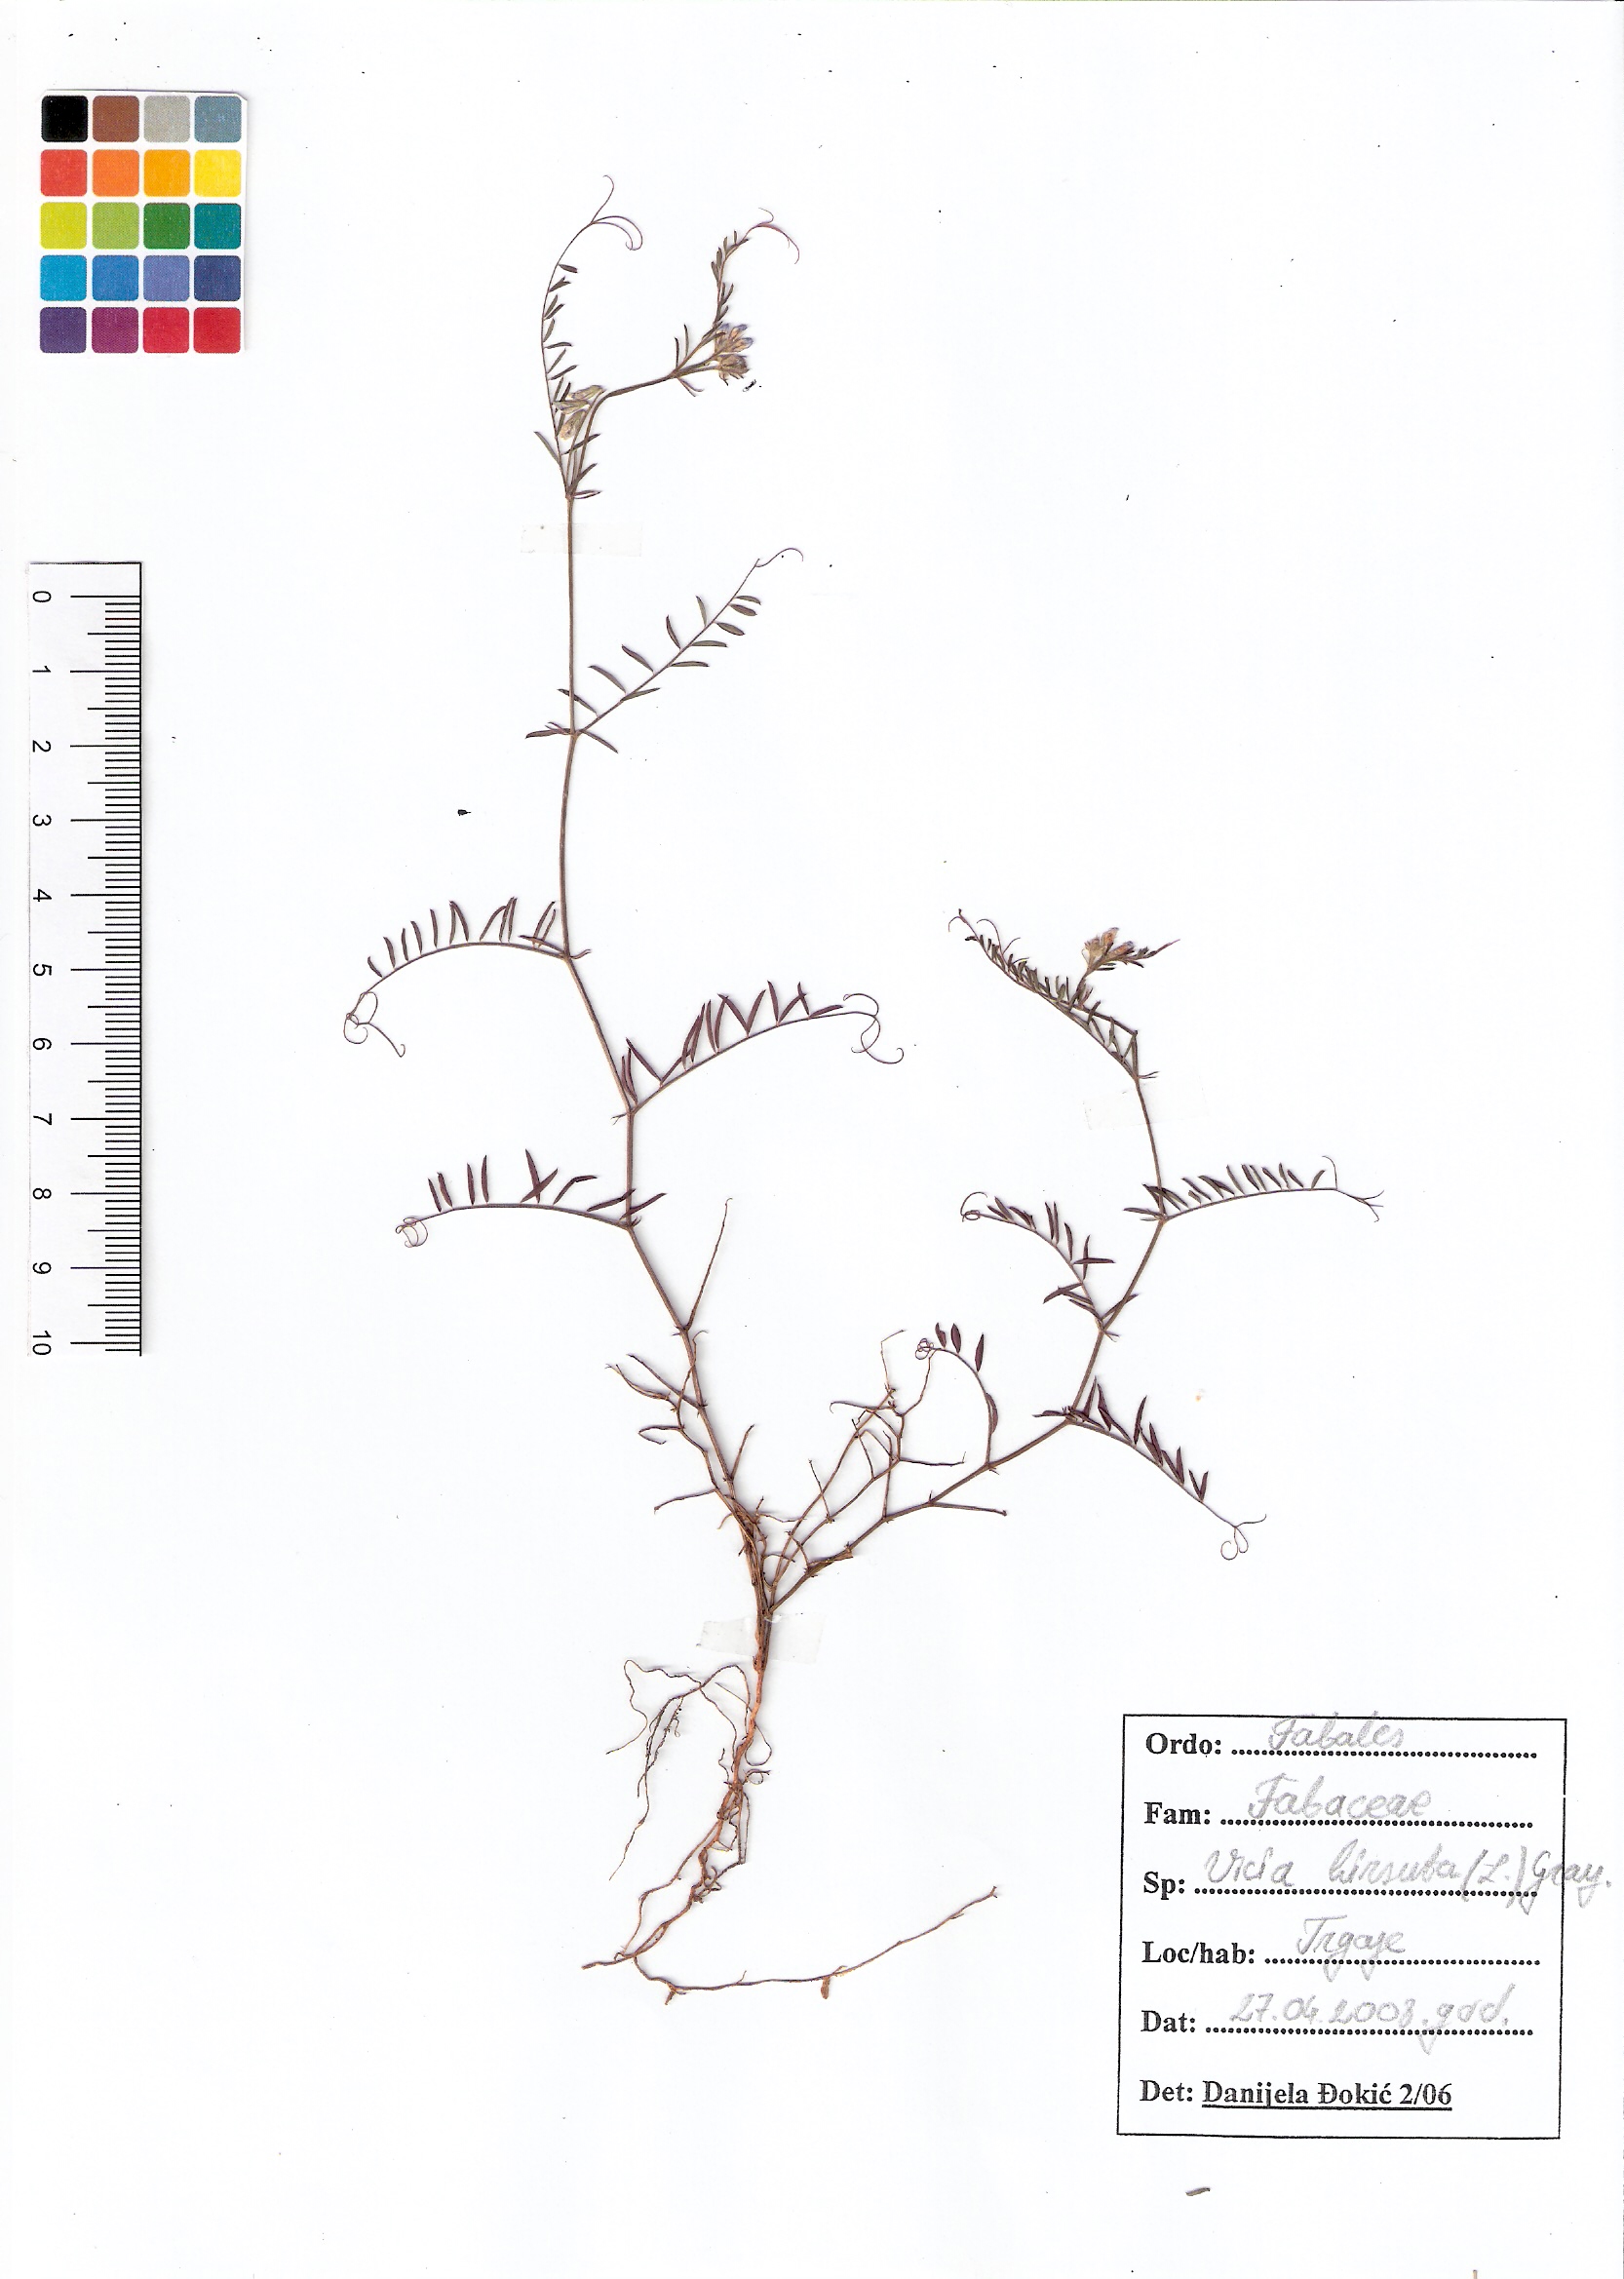 0
1
2
3
4
5
6
7
8
9
10
Ordo: Fabales
Fam: Fabaceae
Sp: Vicia hirsuta (L.) Gray.
Loc/hab: Trgaje
Dat: 27.04.2008. god.
Det: Danijela Đokić 2/06